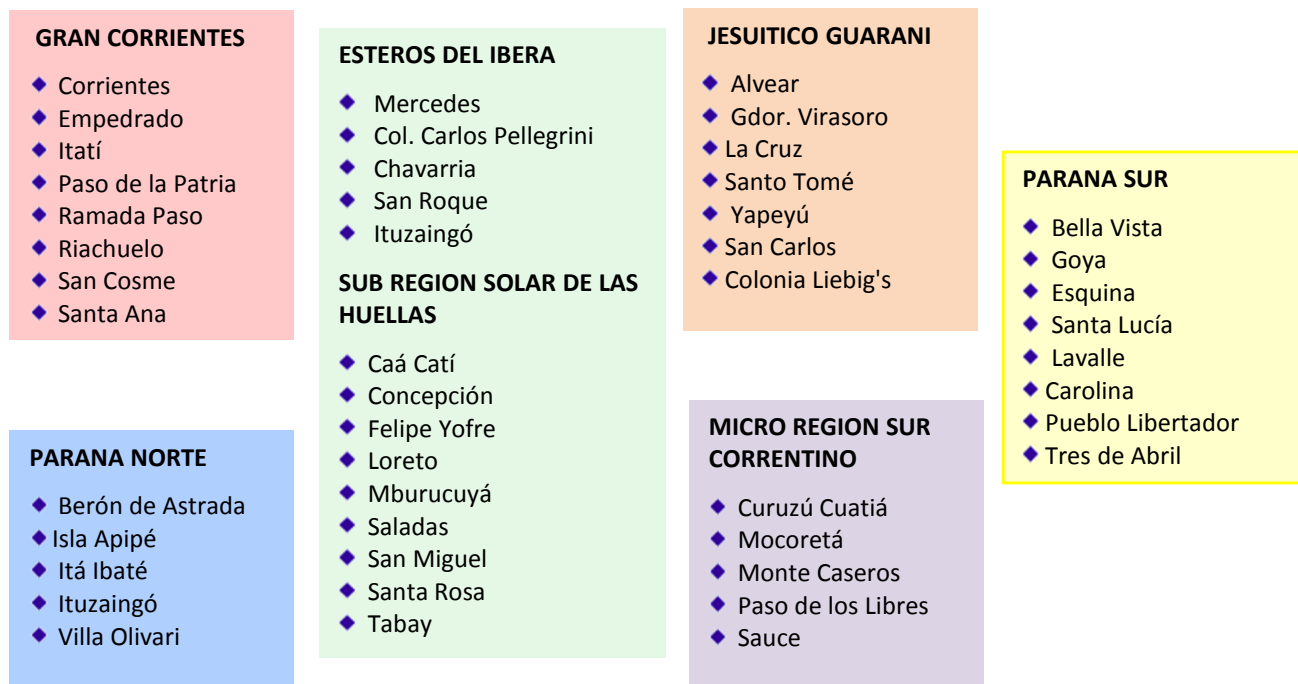 GRAN CORRIENTES
Corrientes
Empedrado
Itatí
Paso de la Patria
Ramada Paso
Riachuelo
San Cosme
Santa Ana
PARANA NORTE
Berón de Astrada
Isla Apipé
Itá Ibaté
Ituzaingó
Villa Olivari
ESTEROS DEL IBERA
Mercedes
Col. Carlos Pellegrini
Chavarria
San Roque
Ituzaingó
SUB REGION SOLAR DE LAS
HUELLAS
Caá Catí
Concepción
Felipe Yofre
Loreto
Mburucuyá
Saladas
San Miguel
Santa Rosa
Tabay
JESUITICO GUARANI
Alvear
Gdor. Virasoro
La Cruz
Santo Tomé
Yapeyú
San Carlos
Colonia Liebig's
MICRO REGION SUR
CORRENTINO
Curuzú Cuatiá
Mocoretá
Monte Caseros
Paso de los Libres
Sauce
PARANA SUR
Bella Vista
Goya
Esquina
Santa Lucía
Lavalle
Carolina
Pueblo Libertador
Tres de Abril